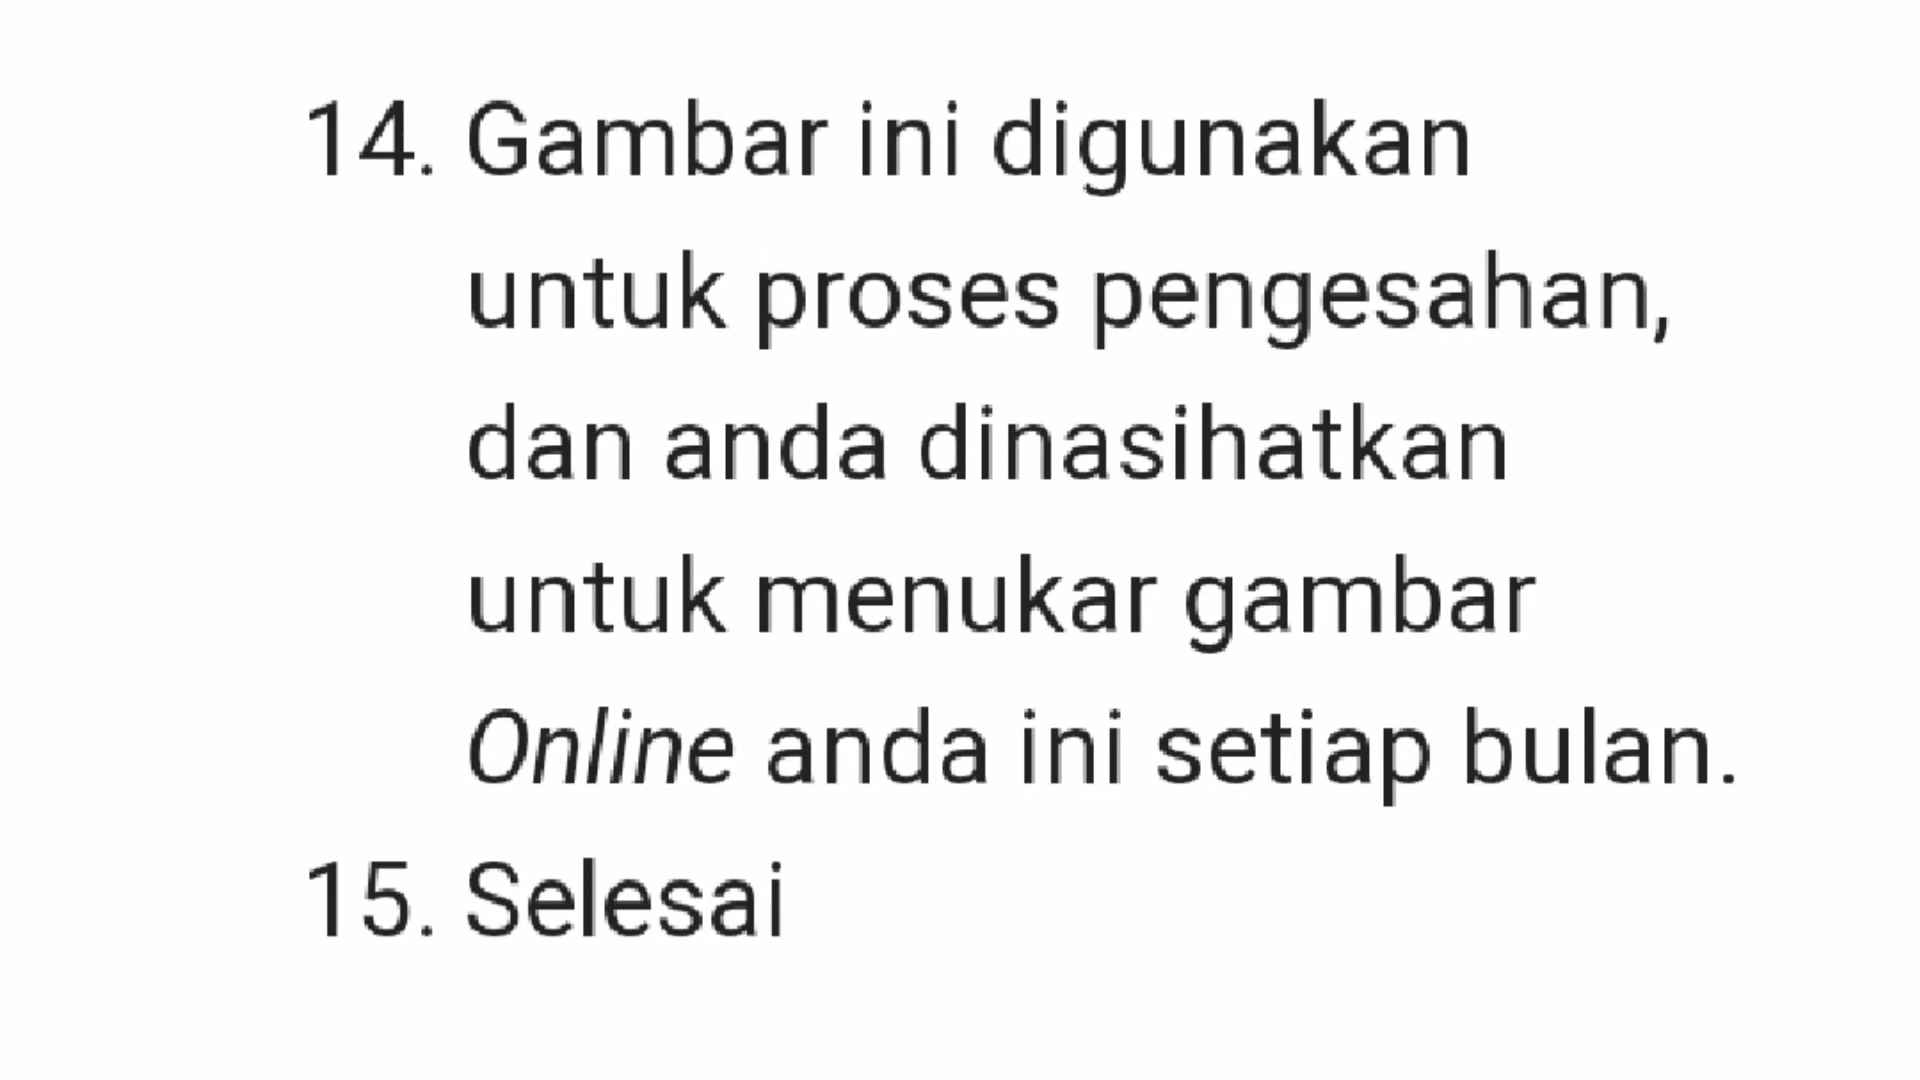 14. Gambar ini digunakan
untuk proses pengesahan,
dan anda dinasihatkan
untuk menukar gambar
Online anda ini setiap bulan.
15. Selesai